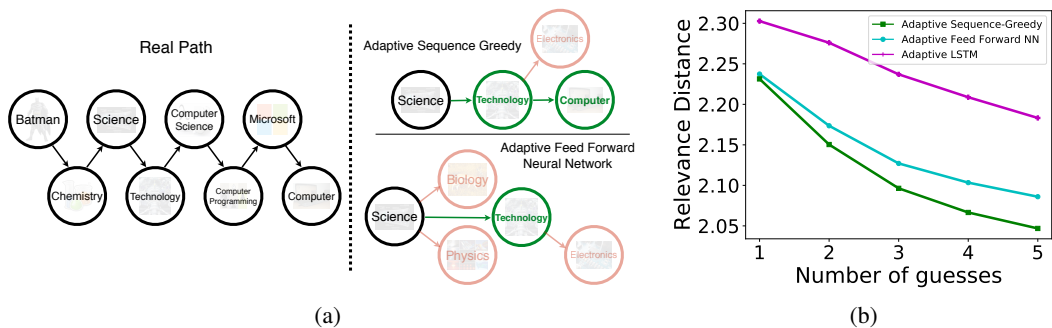 Real Path
Batman
Science
Computer
Science
Microsoft
Chemistry
Technology
Computer
Programming
Computer
Adaptive Sequence Greedy
Electronics
Science
Technology
Computer
Adaptive Feed Forward
Neural Network
Biology
Science
Technology
Physics
Electronics
(a)
Adaptive Sequence-Greedy
Adaptive Feed Forward NN
Adaptive LSTM
Relevance Distance
2.30
2.25
2.20
2.15
2.10
2.05
1 2 3 4 5
Number of guesses
(b)